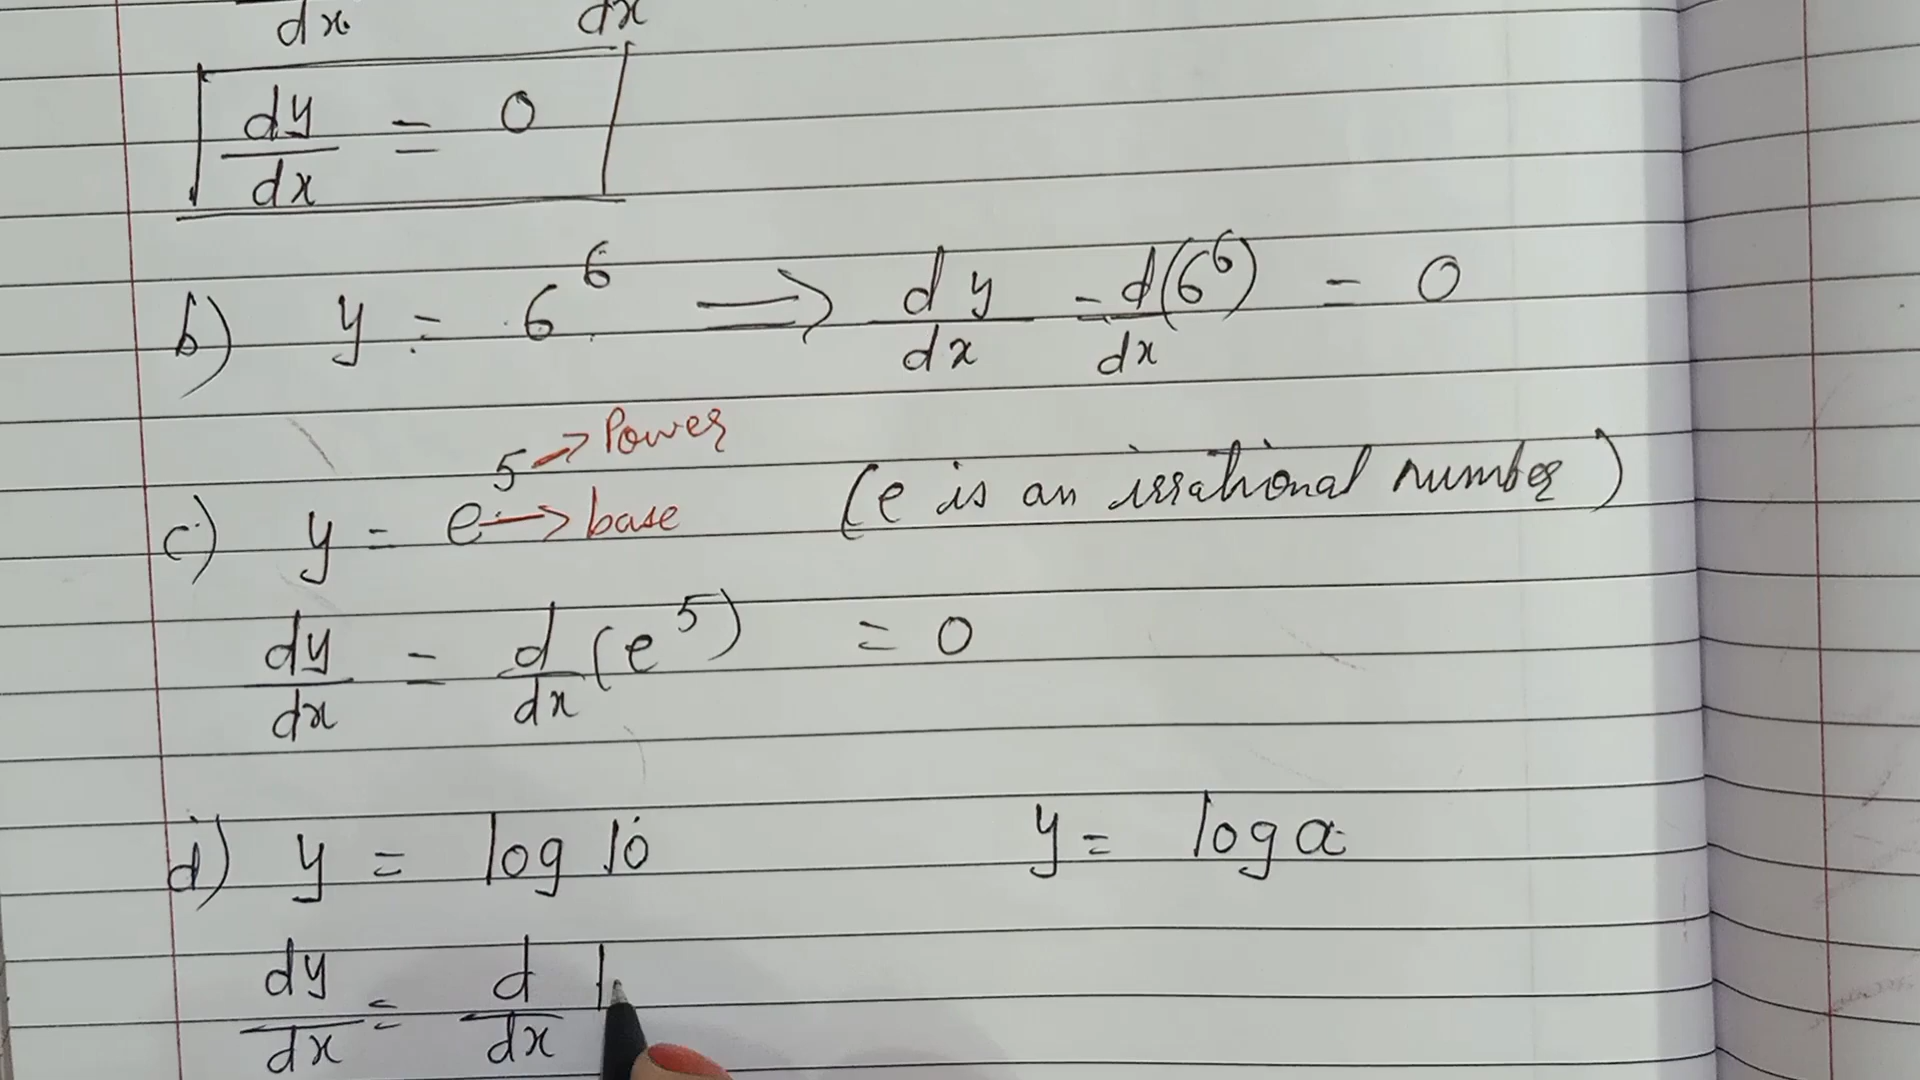 dx dx
dy/dx = 0
b) y = 6^6 ⟹ dy/dx = d(6^6)/dx = 0
c) y = e^5 (e is an irrational number)
5 → Power
e → base
dy/dx = d/dx (e^5) = 0
d) y = log 10 y = log a
dy/dx = d/dx l